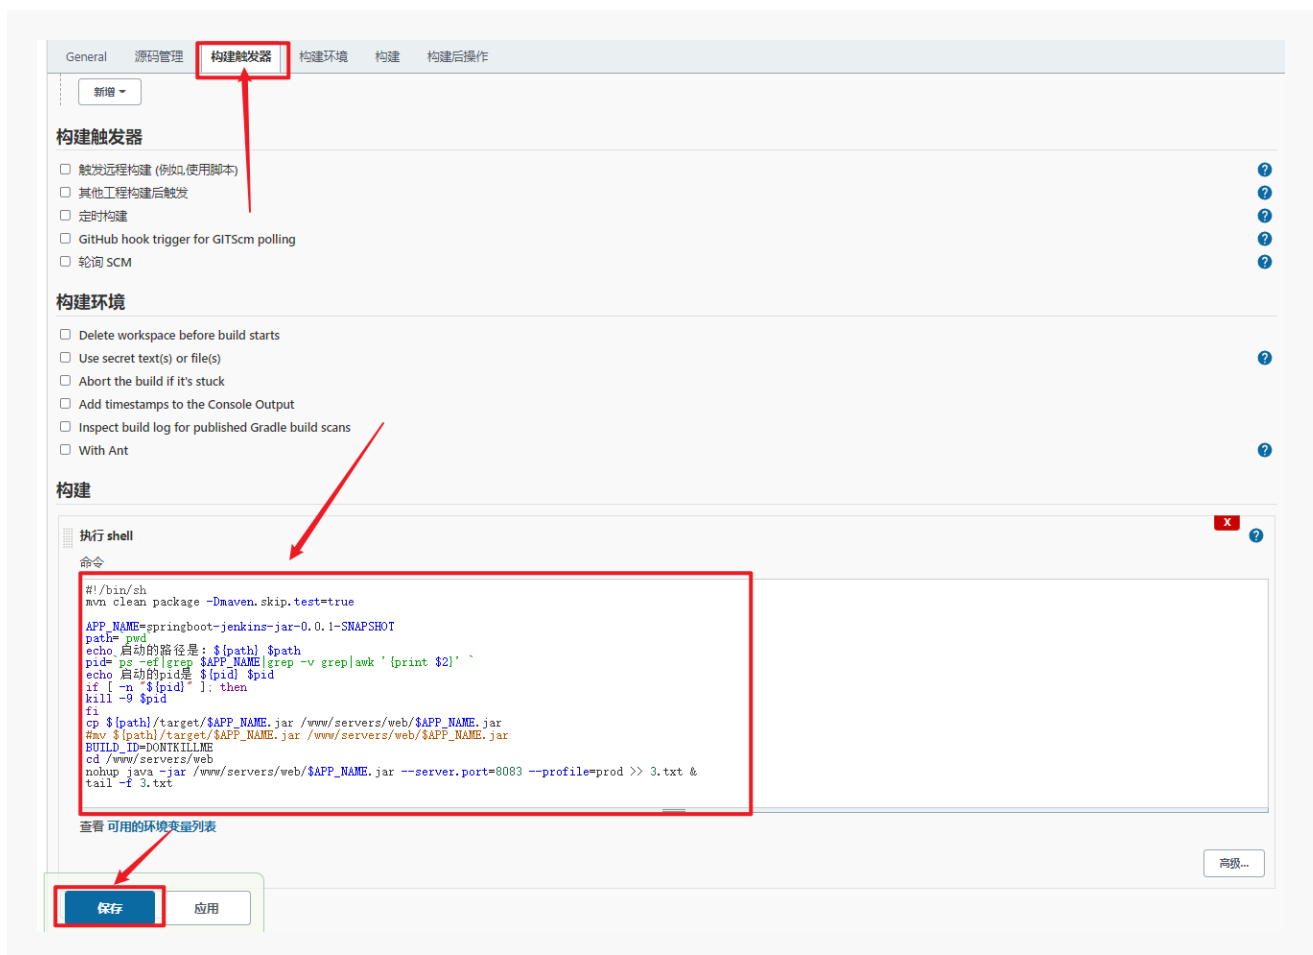 General 源码管理 构建触发器 构建环境 构建 构建后操作
新增
构建触发器
触发远程构建 (例如,使用脚本)
其他工程构建后触发
定时构建
GitHub hook trigger for GITScm polling
轮询 SCM
构建环境
Delete workspace before build starts
Use secret text(s) or file(s)
Abort the build if it's stuck
Add timestamps to the Console Output
Inspect build log for published Gradle build scans
With Ant
构建
X
执行 shell
命令
#!/bin/sh
mvn clean package -Dmaven.skip.test=true
APP_NAME=springboot-jenkins-jar-0.0.1-SNAPSHOT
path=`pwd`
echo 启动的路径是: ${path} $path
pid=`ps -ef|grep $APP_NAME|grep -v grep|awk '{print $2}' `
echo 启动的pid是 ${pid} $pid
if [ -n "${pid}" ]; then
kill -9 $pid
fi
cp ${path}/target/$APP_NAME.jar /www/servers/web/$APP_NAME.jar
#mv ${path}/target/$APP_NAME.jar /www/servers/web/$APP_NAME.jar
BUILD_ID=DONTKILLME
cd /www/servers/web
nohup java -jar /www/servers/web/$APP_NAME.jar --server.port=8083 --profile=prod >> 3.txt &
tail -f 3.txt
查看 可用的环境变量列表
高级...
保存 应用